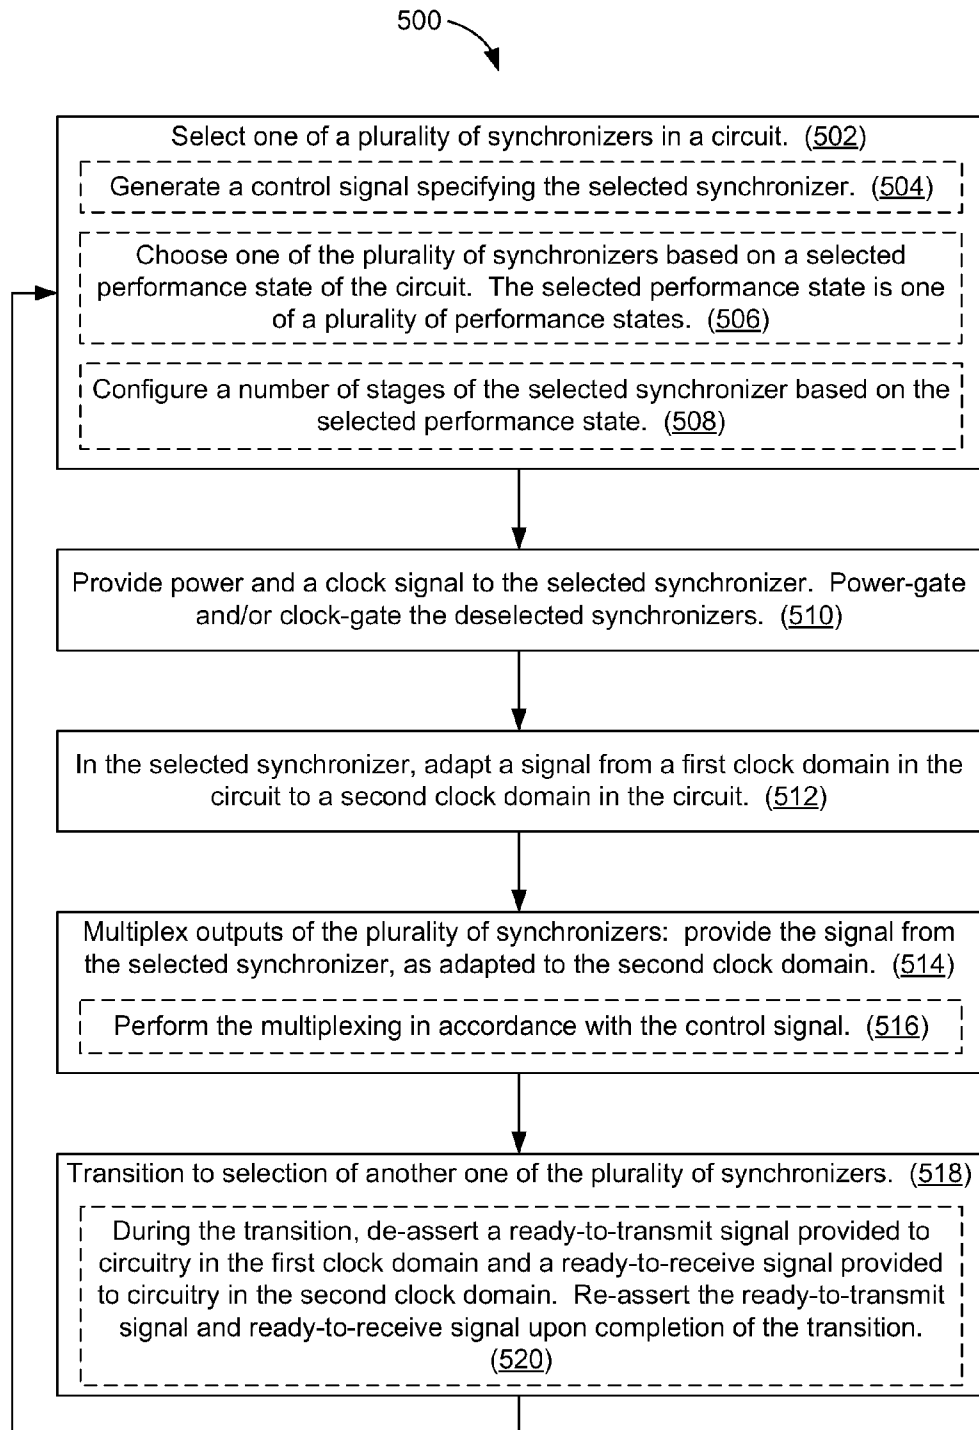 500
Select one of a plurality of synchronizers in a circuit. (502)
Generate a control signal specifying the selected synchronizer. (504)
Choose one of the plurality of synchronizers based on a selected
performance state of the circuit. The selected performance state is one
of a plurality of performance states. (506)
Configure a number of stages of the selected synchronizer based on the
selected performance state. (508)
Provide power and a clock signal to the selected synchronizer. Power-gate
and/or clock-gate the deselected synchronizers. (510)
In the selected synchronizer, adapt a signal from a first clock domain in the
circuit to a second clock domain in the circuit. (512)
Multiplex outputs of the plurality of synchronizers: provide the signal from
the selected synchronizer, as adapted to the second clock domain. (514)
Perform the multiplexing in accordance with the control signal. (516)
Transition to selection of another one of the plurality of synchronizers. (518)
During the transition, de-assert a ready-to-transmit signal provided to
circuitry in the first clock domain and a ready-to-receive signal provided
to circuitry in the second clock domain. Re-assert the ready-to-transmit
signal and ready-to-receive signal upon completion of the transition.
(520)